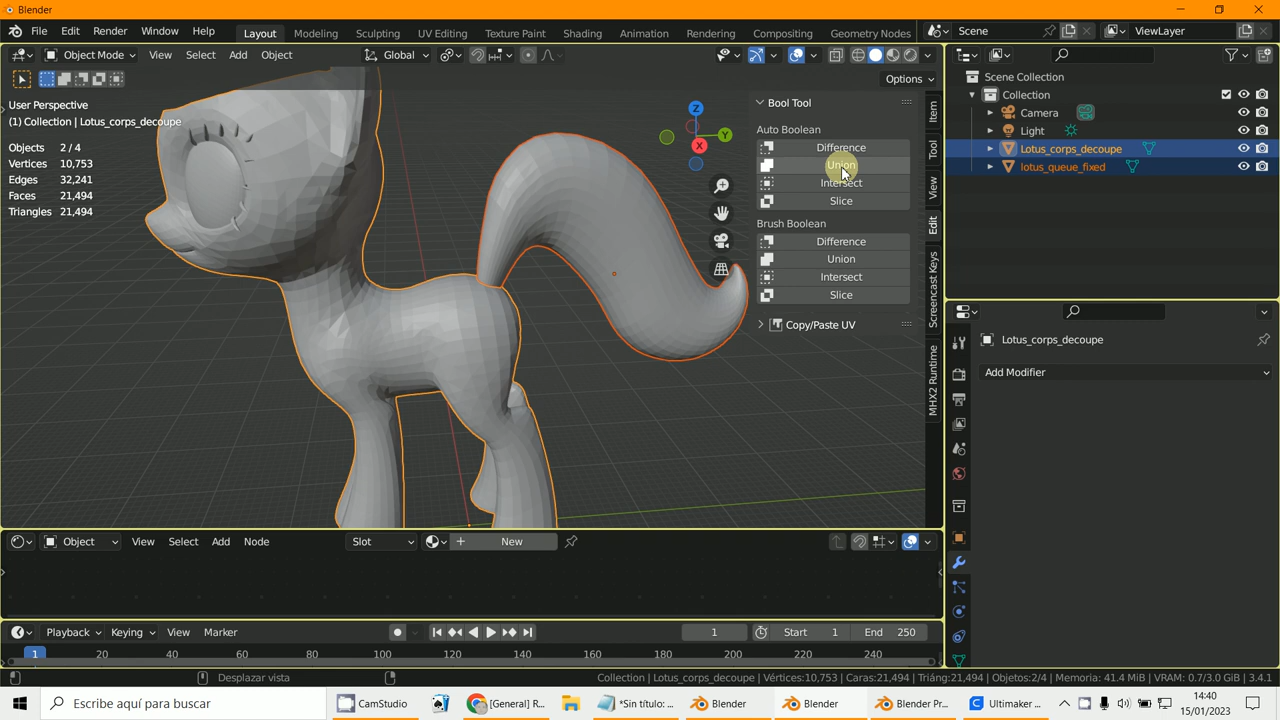 Blender
File Edit Render Window Help Layout Modeling Sculpting UV Editing Texture Paint Shading Animation Rendering Compositing Geometry Nodes Scene ViewLayer
Object Mode View Select Add Object Global
Options
User Perspective
(1) Collection | Lotus_corps_decoupe
Objects 2 / 4
Vertices 10,753
Edges 32,241
Faces 21,494
Triangles 21,494
Z
Y
X
Bool Tool
Auto Boolean
Difference
Union
Intersect
Slice
Brush Boolean
Difference
Union
Intersect
Slice
Copy/Paste UV
Item
Tool
View
Edit
Screencast Keys
MHX2 Runtime
Scene Collection
Collection
Camera
Light
Lotus_corps_decoupe
lotus_queue_fixed
Lotus_corps_decoupe
Add Modifier
Object View Select Add Node Slot New
Playback Keying View Marker 1 Start 1 End 250
1 20 40 60 80 100 120 140 160 180 200 220 240
Desplazar vista Collection | Lotus_corps_decoupe | Vértices:10,753 | Caras:21,494 | Triáng:21,494 | Objetos:2/4 | Memoria: 41.4 MiB | VRAM: 0.7/3.0 GiB | 3.4.1
Escribe aquí para buscar CamStudio [General] R... *Sin título: ... Blender Blender Blender Pr... Ultimaker ... 14:40
15/01/2023